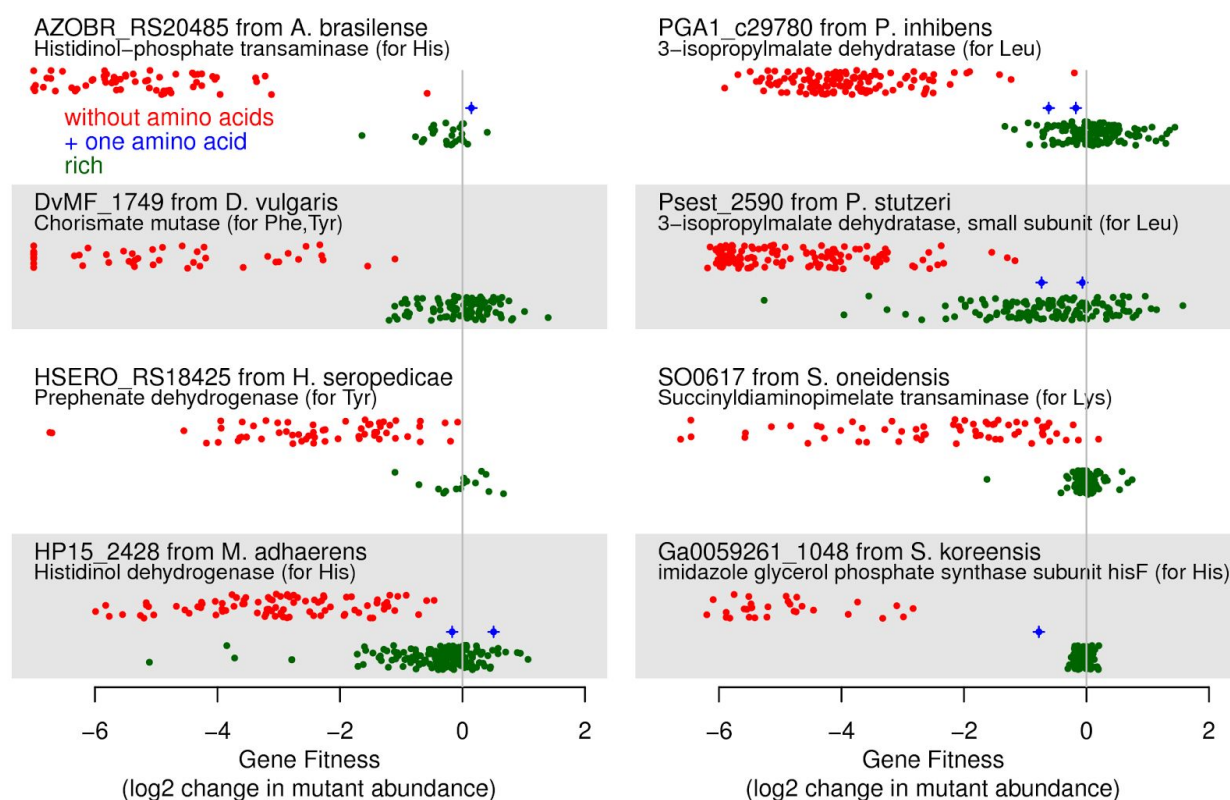 AZOBR_RS20485 from A. brasilense
Histidinol−phosphate transaminase (for His)
without amino acids
+ one amino acid
rich
DvMF_1749 from D. vulgaris
Chorismate mutase (for Phe,Tyr)
HSERO_RS18425 from H. seropedicae
Prephenate dehydrogenase (for Tyr)
HP15_2428 from M. adhaerens
Histidinol dehydrogenase (for His)
−6 −4 −2 0 2
Gene Fitness
(log2 change in mutant abundance)
PGA1_c29780 from P. inhibens
3−isopropylmalate dehydratase (for Leu)
Psest_2590 from P. stutzeri
3−isopropylmalate dehydratase, small subunit (for Leu)
SO0617 from S. oneidensis
Succinyldiaminopimelate transaminase (for Lys)
Ga0059261_1048 from S. koreensis
imidazole glycerol phosphate synthase subunit hisF (for His)
−6 −4 −2 0 2
Gene Fitness
(log2 change in mutant abundance)